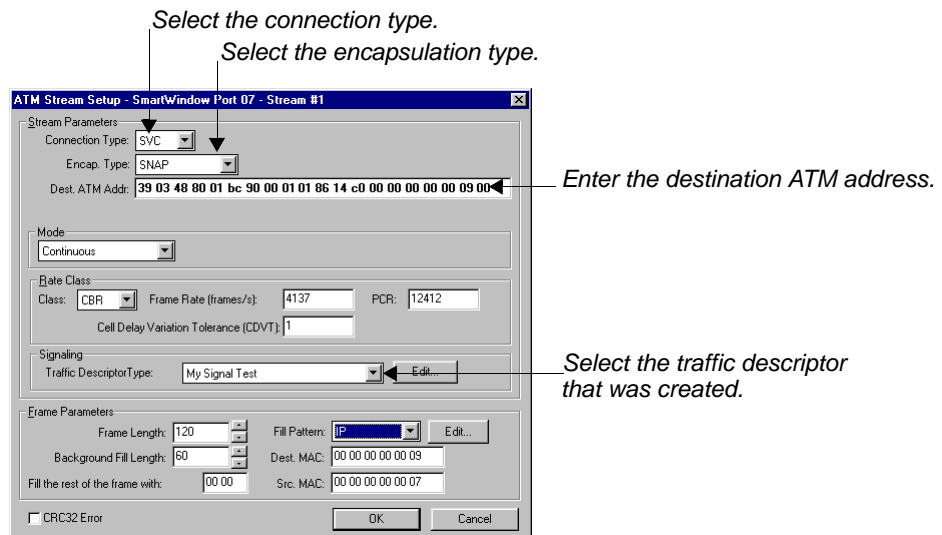 Select the connection type.
Select the encapsulation type.
ATM Stream Setup - SmartWindow Port 07 - Stream #1
Stream Parameters
Connection Type: SVC
Encap. Type: SNAP
Dest. ATM Addr: 39 03 48 80 01 bc 90 00 01 01 86 14 c0 00 00 00 00 00 09 00
Enter the destination ATM address.
Mode
Continuous
Rate Class
Class: CBR Frame Rate (frames/s): 4137 PCR: 12412
Cell Delay Variation Tolerance (CDVT): 1
Signaling
Traffic DescriptorType: My Signal Test Edit...
Select the traffic descriptor
that was created.
Frame Parameters
Frame Length: 120 Fill Pattern: IP Edit...
Background Fill Length: 60 Dest. MAC: 00 00 00 00 00 09
Fill the rest of the frame with: 00 00 Src. MAC: 00 00 00 00 00 07
CRC32 Error OK Cancel